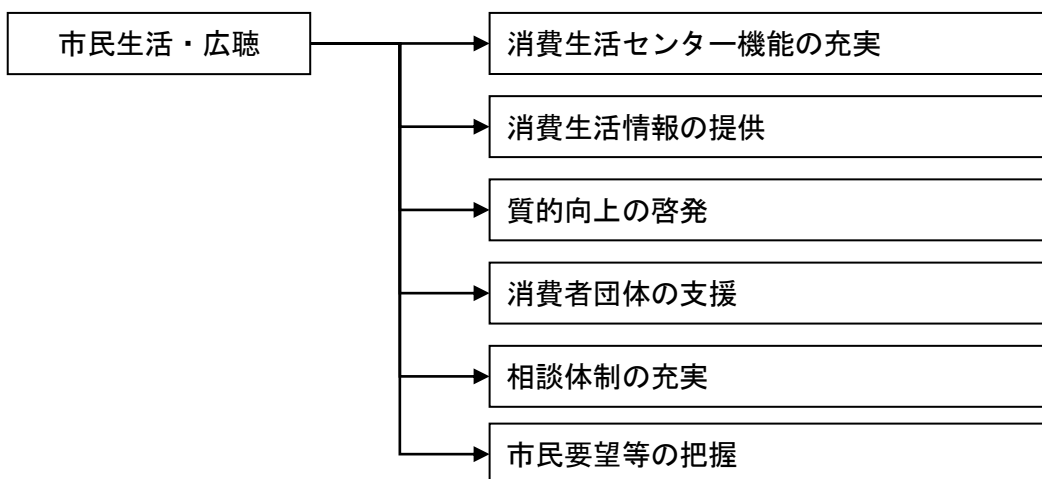 市民生活・広聴
消費生活センター機能の充実
消費生活情報の提供
質的向上の啓発
消費者団体の支援
相談体制の充実
市民要望等の把握